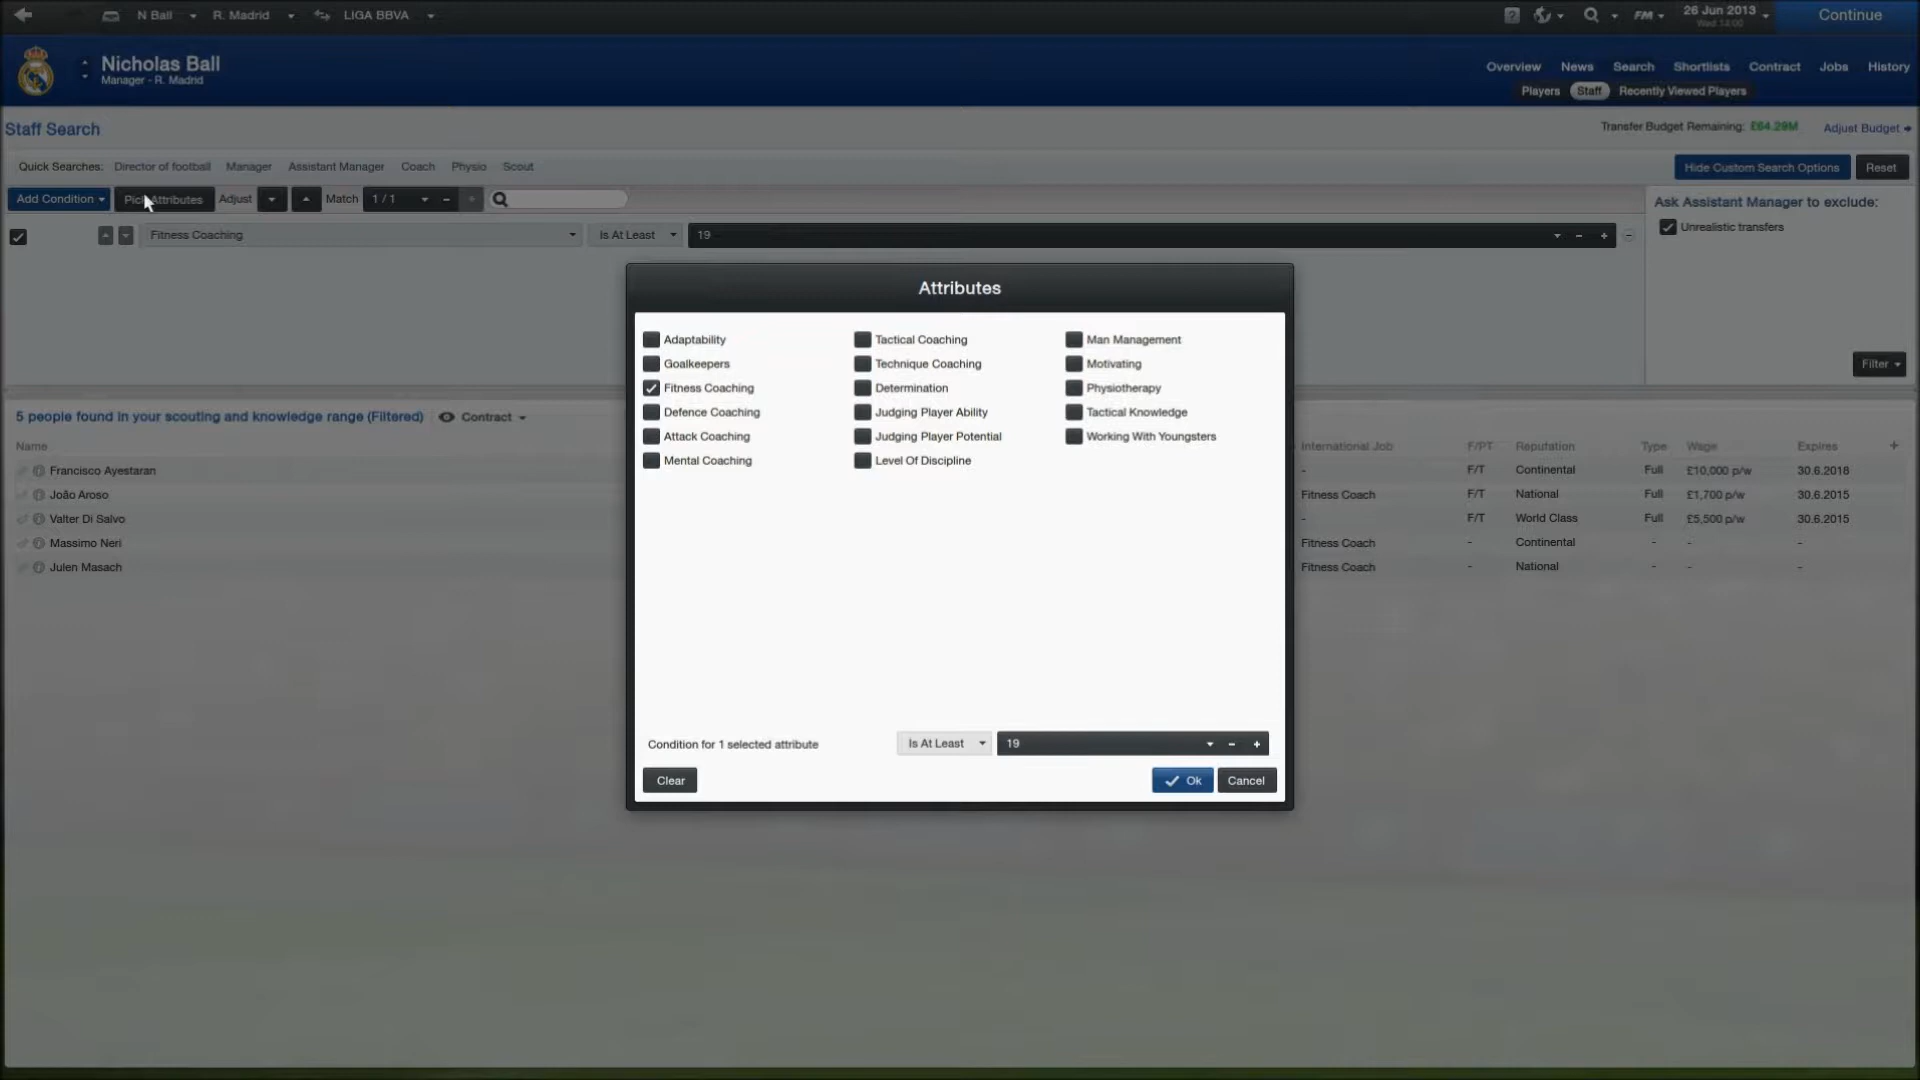 N Ball R. Madrid LIGA BBVA FM 26 Jun 2013 Continue
Wed 12:00
Nicholas Ball
Manager - R. Madrid
Overview News Search Shortlists Contract Jobs History
Players Staff Recently Viewed Players
Staff Search
Transfer Budget Remaining: £64.29M Adjust Budget
Quick Searches: Director of football Manager Assistant Manager Coach Physio Scout
Hide Custom Search Options Reset
Add Condition Pick Attributes Adjust Match 1 / 1
Ask Assistant Manager to exclude:
Unrealistic transfers
Fitness Coaching Is At Least 19
Filter
Attributes
Adaptability Tactical Coaching Man Management
Goalkeepers Technique Coaching Motivating
Fitness Coaching Determination Physiotherapy
Defence Coaching Judging Player Ability Tactical Knowledge
Attack Coaching Judging Player Potential Working With Youngsters
Mental Coaching Level Of Discipline
Condition for 1 selected attribute Is At Least 19
Clear Ok Cancel
5 people found in your scouting and knowledge range (Filtered) Contract
Name International Job F/PT Reputation Type Wage Expires
Francisco Ayestaran - F/T Continental Full £10,000 p/w 30.6.2018
João Aroso Fitness Coach F/T National Full £1,700 p/w 30.6.2015
Valter Di Salvo - F/T World Class Full £5,500 p/w 30.6.2015
Massimo Neri Fitness Coach - Continental - - -
Julen Masach Fitness Coach - National - - -